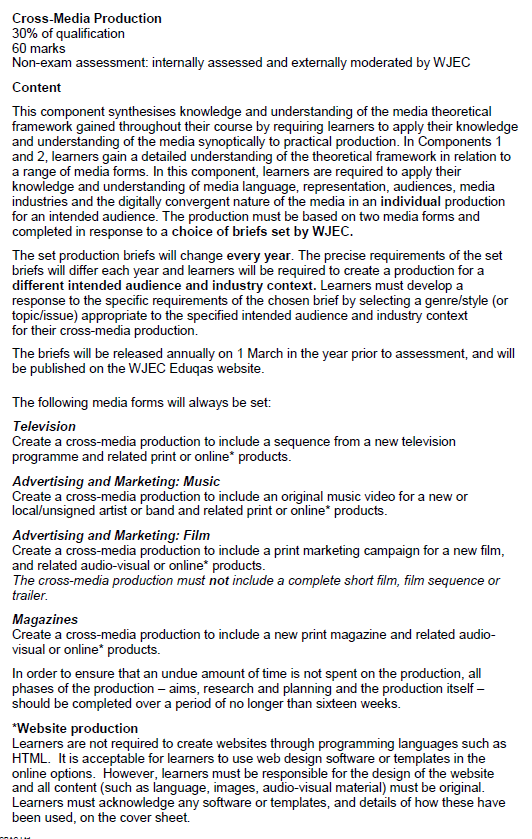 Cross-Media Production
30% of qualification
60 marks
Non-exam assessment: internally assessed and externally moderated by WJEC
Content
This component synthesises knowledge and understanding of the media theoretical
framework gained throughout their course by requiring learners to apply their knowledge
and understanding of the media synoptically to practical production. In Components 1
and 2, learners gain a detailed understanding of the theoretical framework in relation to
a range of media forms. In this component, learners are required to apply their
knowledge and understanding of media language, representation, audiences, media
industries and the digitally convergent nature of the media in an individual production
for an intended audience. The production must be based on two media forms and
completed in response to a choice of briefs set by WJEC.
The set production briefs will change every year. The precise requirements of the set
briefs will differ each year and learners will be required to create a production for a
different intended audience and industry context. Learners must develop a
response to the specific requirements of the chosen brief by selecting a genre/style (or
topic/issue) appropriate to the specified intended audience and industry context
for their cross-media production.
The briefs will be released annually on 1 March in the year prior to assessment, and will
be published on the WJEC Eduqas website.
The following media forms will always be set:
Television
Create a cross-media production to include a sequence from a new television
programme and related print or online* products.
Advertising and Marketing: Music
Create a cross-media production to include an original music video for a new or
local/unsigned artist or band and related print or online* products.
Advertising and Marketing: Film
Create a cross-media production to include a print marketing campaign for a new film,
and related audio-visual or online* products.
The cross-media production must not include a complete short film, film sequence or
trailer.
Magazines
Create a cross-media production to include a new print magazine and related audio-
visual or online* products.
In order to ensure that an undue amount of time is not spent on the production, all
phases of the production – aims, research and planning and the production itself –
should be completed over a period of no longer than sixteen weeks.
*Website production
Learners are not required to create websites through programming languages such as
HTML. It is acceptable for learners to use web design software or templates in the
online options. However, learners must be responsible for the design of the website
and all content (such as language, images, audio-visual material) must be original.
Learners must acknowledge any software or templates, and details of how these have
been used, on the cover sheet.